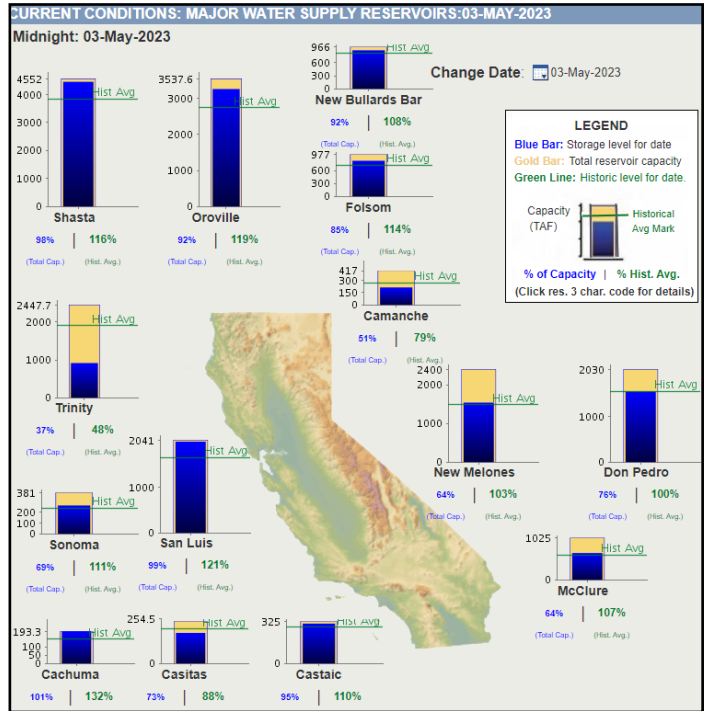 CURRENT CONDITIONS: MAJOR WATER SUPPLY RESERVOIRS:03-MAY-2023
Midnight: 03-May-2023
Change Date: 03-May-2023
4552
4000
3000
2000
1000
0
Hist Avg
Shasta
98% | 116%
(Total Cap.) (Hist. Avg.)
3537.6
3000
2000
1000
0
Hist Avg
Oroville
92% | 119%
(Total Cap.) (Hist. Avg.)
966
600
300
0
Hist Avg
New Bullards Bar
92% | 108%
(Total Cap.) (Hist. Avg.)
977
600
300
0
Hist Avg
Folsom
85% | 114%
(Total Cap.) (Hist. Avg.)
LEGEND
Blue Bar: Storage level for date
Gold Bar: Total reservoir capacity
Green Line: Historic level for date.
Capacity
(TAF)
Historical
Avg Mark
% of Capacity | % Hist. Avg.
(Click res. 3 char. code for details)
417
300
150
0
Hist Avg
Camanche
51% | 79%
(Total Cap.) (Hist. Avg.)
2447.7
2000
1000
0
Hist Avg
Trinity
37% | 48%
(Total Cap.) (Hist. Avg.)
2400
2000
1000
0
Hist Avg
New Melones
64% | 103%
(Total Cap.) (Hist. Avg.)
2030
1000
0
Hist Avg
Don Pedro
76% | 100%
(Total Cap.) (Hist. Avg.)
381
200
100
0
Hist Avg
Sonoma
69% | 111%
(Total Cap.) (Hist. Avg.)
2041
1000
0
Hist Avg
San Luis
99% | 121%
(Total Cap.) (Hist. Avg.)
1025
0
Hist Avg
McClure
64% | 107%
(Total Cap.) (Hist. Avg.)
193.3
100
50
0
Hist Avg
Cachuma
101% | 132%
254.5
0
Hist Avg
Casitas
73% | 88%
325
0
Hist Avg
Castaic
95% | 110%